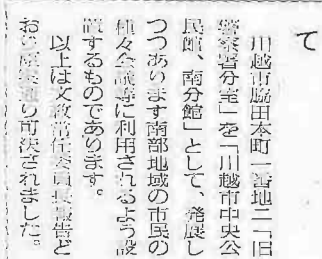 て
川越市脇田本町一番地二「旧
警察署分室」を「川越市中央公
民館、南分館」として、発展し
つつあります南部地域の市民の
種々会議等に利用されるよう設
置するものであります。
以上は文教常任委員長報告ど
おり原案通り可決されました。